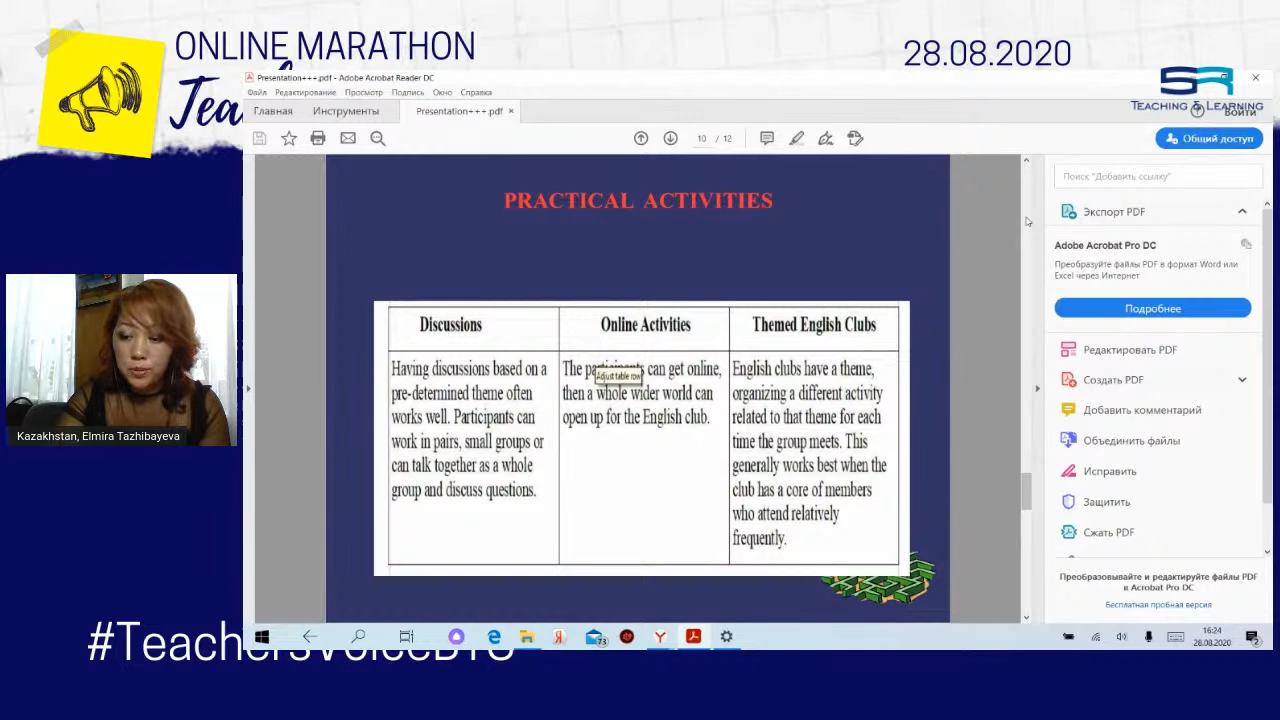 ONLINE MARATHON
28.08.2020
Presentation+++.pdf - Adobe Acrobat Reader DC
TEACHING & LEARNING
Файл Редактирование Просмотр Подпись Окно Справка
Главная Инструменты Presentation+++.pdf × Войти
10 / 12
Общий доступ
PRACTICAL ACTIVITIES
Discussions
Having discussions based on a
pre-determined theme often
works well. Participants can
work in pairs, small groups or
can talk together as a whole
group and discuss questions.
Online Activities
The participants can get online,
Adjust table row
then a whole wider world can
open up for the English club.
Themed English Clubs
English clubs have a theme,
organizing a different activity
related to that theme for each
time the group meets. This
generally works best when the
club has a core of members
who attend relatively
frequently.
Поиск "Добавить ссылку"
Экспорт PDF
Adobe Acrobat Pro DC
Преобразуйте файлы PDF в формат Word или
Excel через Интернет
Подробнее
Редактировать PDF
Создать PDF
Добавить комментарий
Объединить файлы
Исправить
Защитить
Сжать PDF
Преобразовывайте и редактируйте файлы PDF
в Acrobat Pro DC
Бесплатная пробная версия
Kazakhstan, Elmira Tazhibayeva
73
16:24
28.08.2020
2